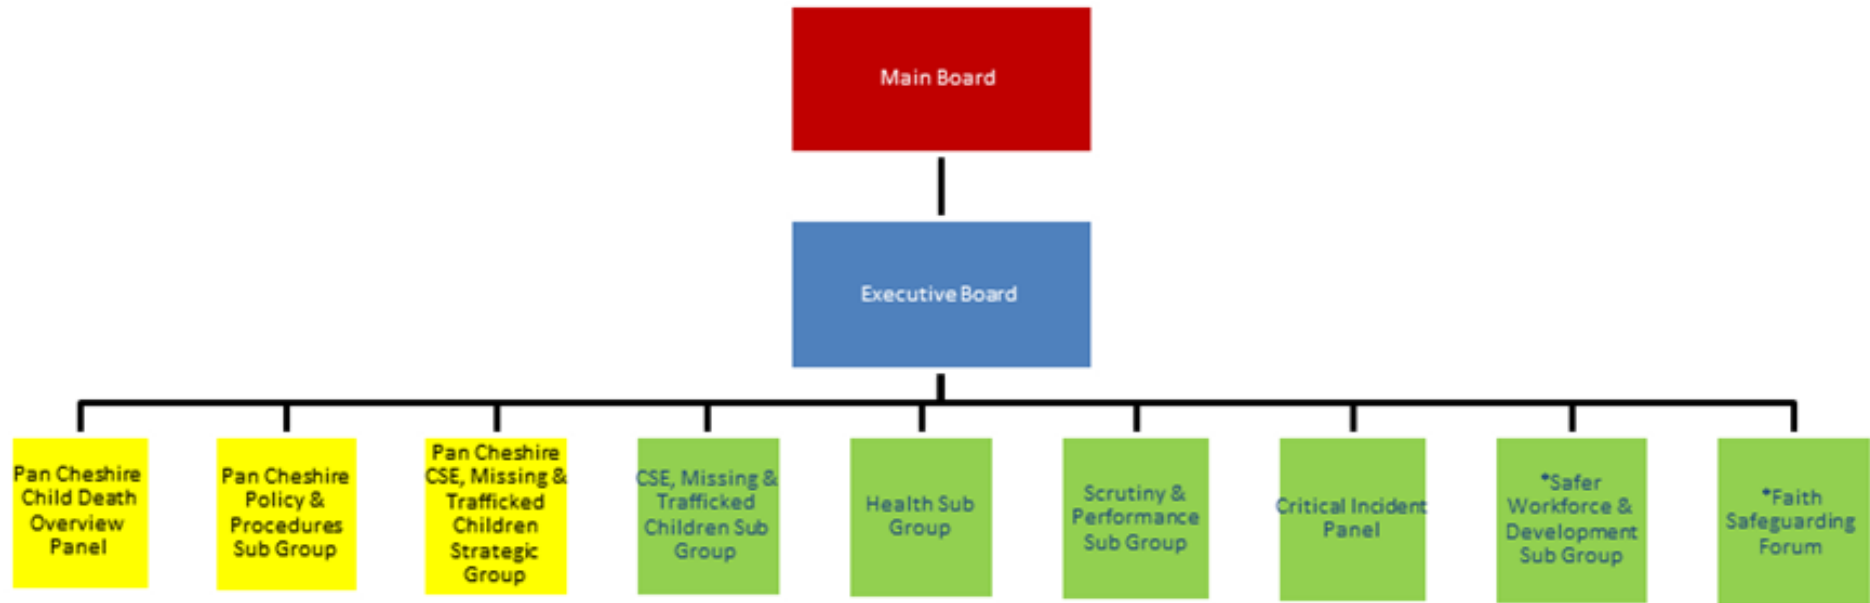 Main Board
Executive Board
Pan Cheshire
Child Death
Overview
Panel
Pan Cheshire
Policy &
Procedures
Sub Group
Pan Cheshire
CSE, Missing &
Trafficked
Children
Strategic
Group
CSE, Missing &
Trafficked
Children Sub
Group
Health Sub
Group
Scrutiny &
Performance
Sub Group
Critical Incident
Panel
*Safer
Workforce &
Development
Sub Group
*Faith
Safeguarding
Forum